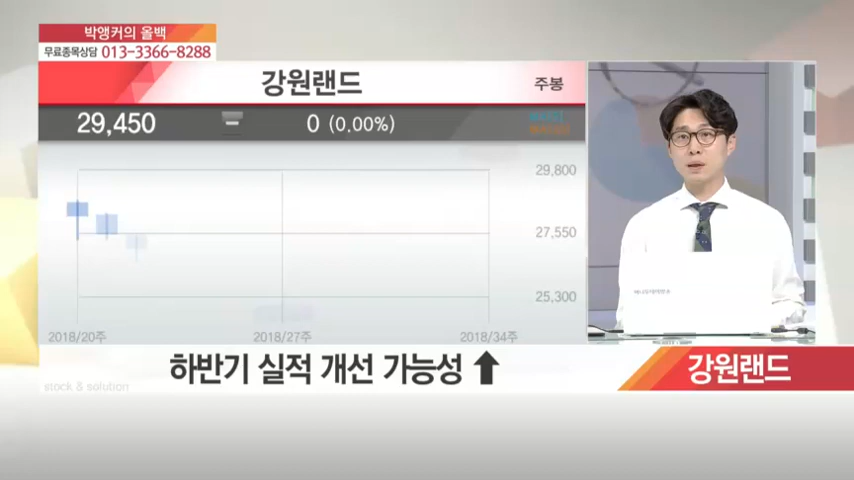 박앵커의 올백
무료종목상담 013-3366-8288
강원랜드
주봉
29,450
0 (0.00%)
29,800
27,550
25,300
2018/20주
2018/27주
2018/34주
하반기 실적 개선 가능성 ⬆
강원랜드
stock & solution